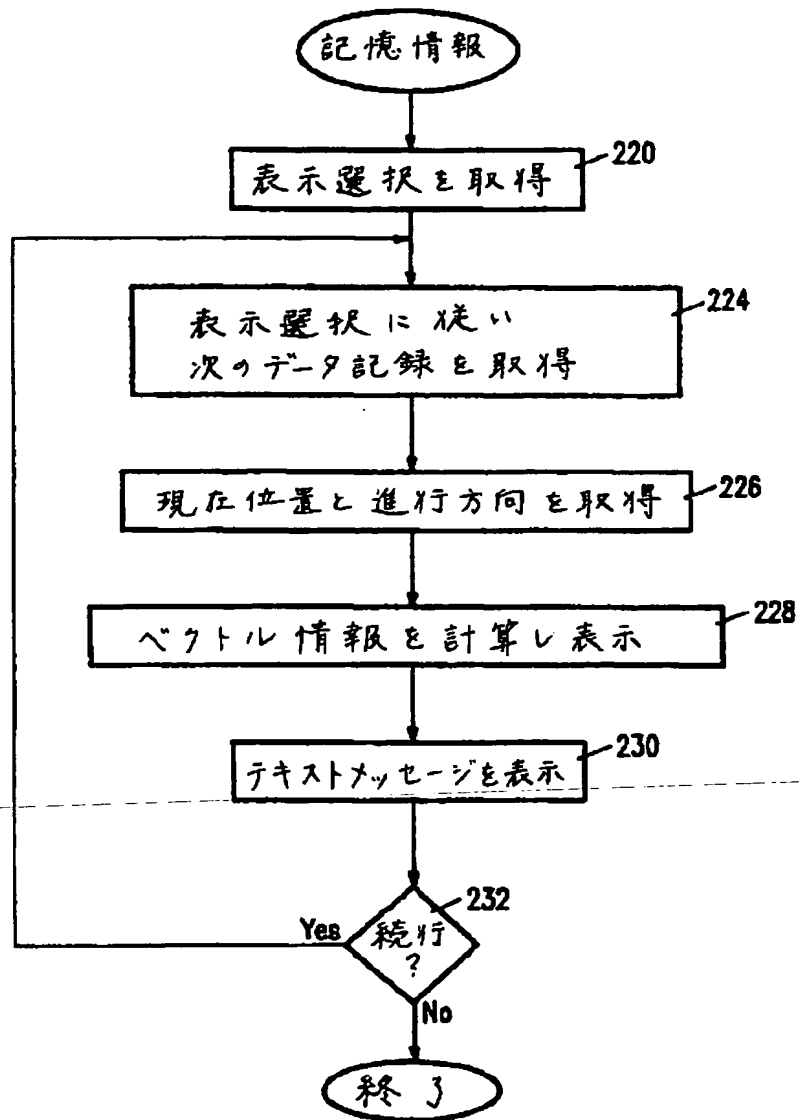 記憶情報
220
表示選択を取得
224
表示選択に従い
次のデータ記録を取得
226
現在位置と進行方向を取得
228
ベクトル情報を計算し表示
230
テキストメッセージを表示
232
続行
?
Yes
No
終了